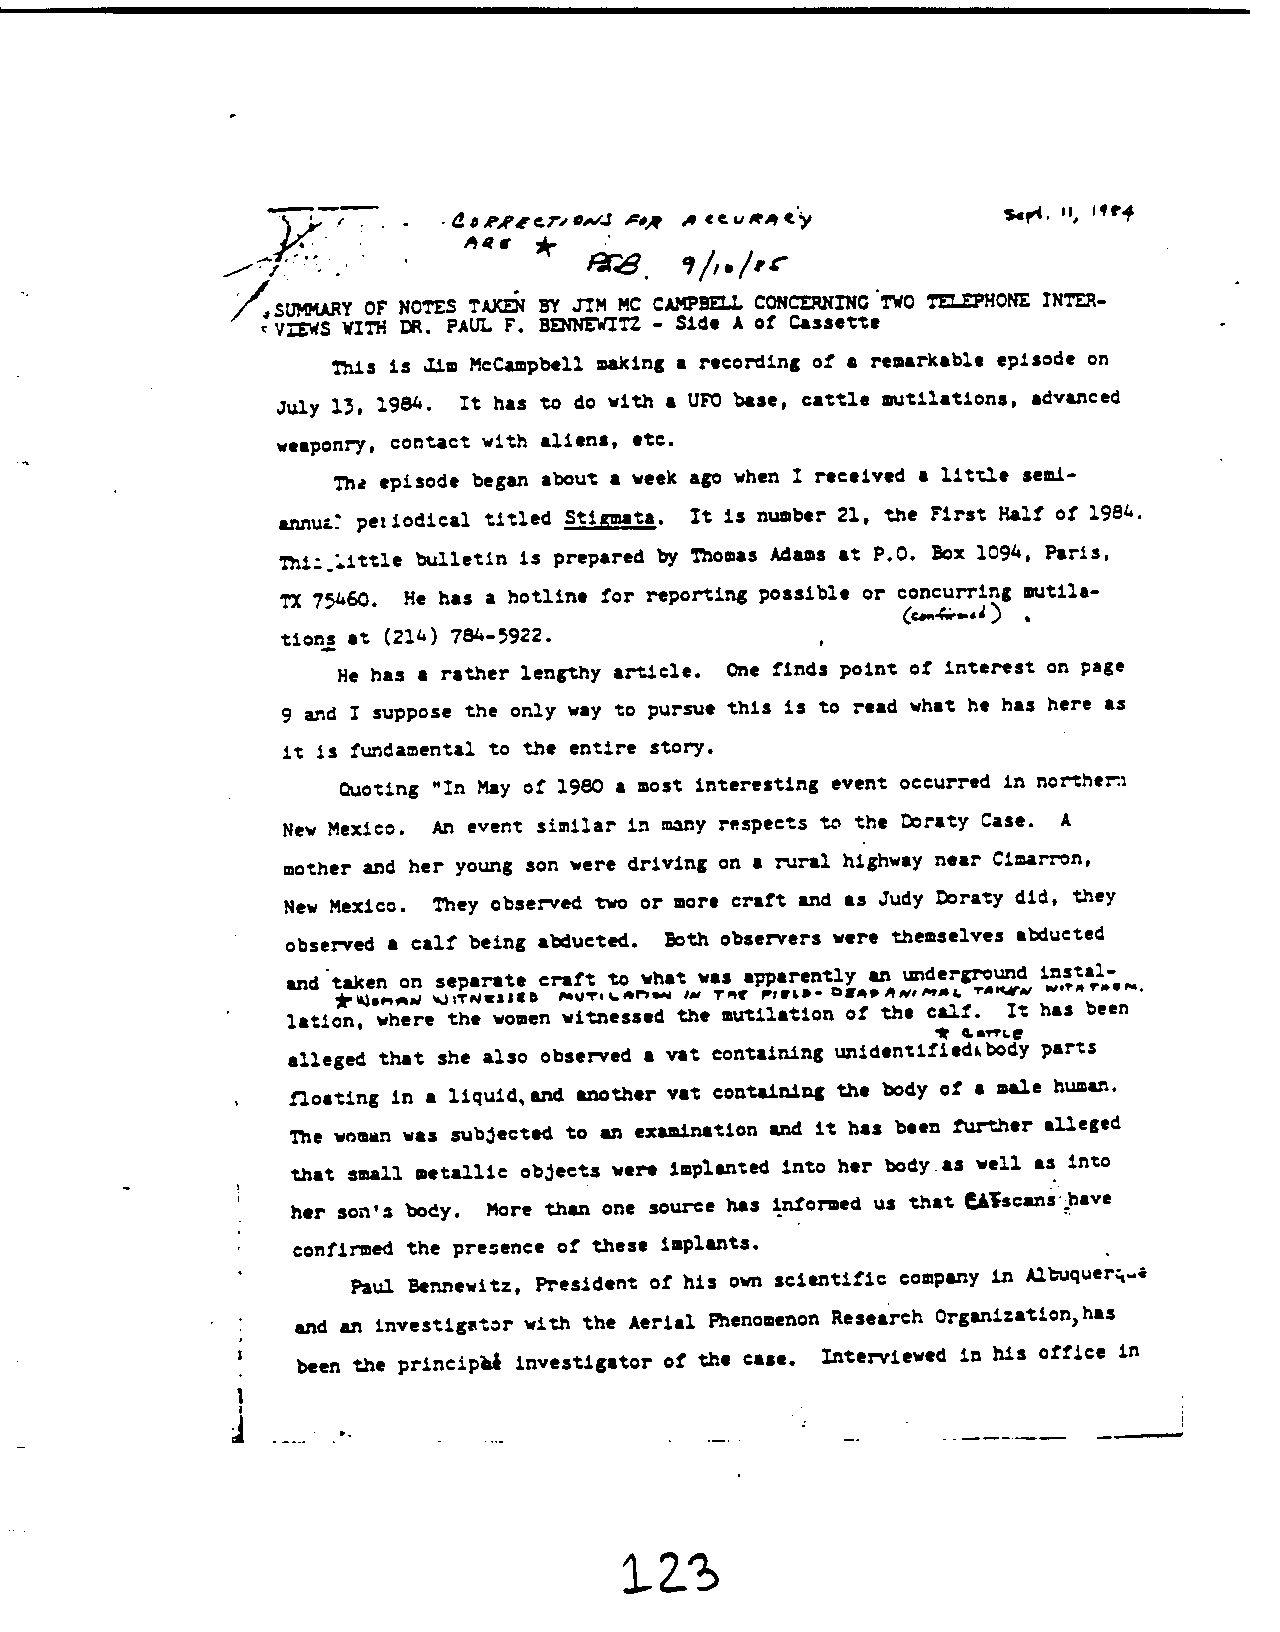 CORRECTIONS FOR ACCURACY
ARE ★
Sept. 11, 1984
PFB. 9/10/85
SUMMARY OF NOTES TAKEN BY JIM MC CAMPBELL CONCERNING TWO TELEPHONE INTER-
VIEWS WITH DR. PAUL F. BENNEWITZ - Side A of Cassette
This is Jim McCampbell making a recording of a remarkable episode on
July 13, 1984. It has to do with a UFO base, cattle mutilations, advanced
weaponry, contact with aliens, etc.
The episode began about a week ago when I received a little semi-
annual periodical titled Stigmata. It is number 21, the First Half of 1984.
This little bulletin is prepared by Thomas Adams at P.O. Box 1094, Paris,
TX 75460. He has a hotline for reporting possible or concurring mutila-
(confirmed)
tions at (214) 784-5922.
He has a rather lengthy article. One finds point of interest on page
9 and I suppose the only way to pursue this is to read what he has here as
it is fundamental to the entire story.
Quoting "In May of 1980 a most interesting event occurred in northern
New Mexico. An event similar in many respects to the Doraty Case. A
mother and her young son were driving on a rural highway near Cimarron,
New Mexico. They observed two or more craft and as Judy Doraty did, they
observed a calf being abducted. Both observers were themselves abducted
and taken on separate craft to what was apparently an underground instal-
★ WOMAN WITNESSED MUTILATION IN THE FIELD - DEAD ANIMAL TAKEN WITH THEM.
lation, where the women witnessed the mutilation of the calf. It has been
★ CATTLE
alleged that she also observed a vat containing unidentified body parts
floating in a liquid, and another vat containing the body of a male human.
The woman was subjected to an examination and it has been further alleged
that small metallic objects were implanted into her body as well as into
her son's body. More than one source has informed us that CATscans have
confirmed the presence of these implants.
Paul Bennewitz, President of his own scientific company in Albuquerque
and an investigator with the Aerial Phenomenon Research Organization, has
been the principal investigator of the case. Interviewed in his office in
123